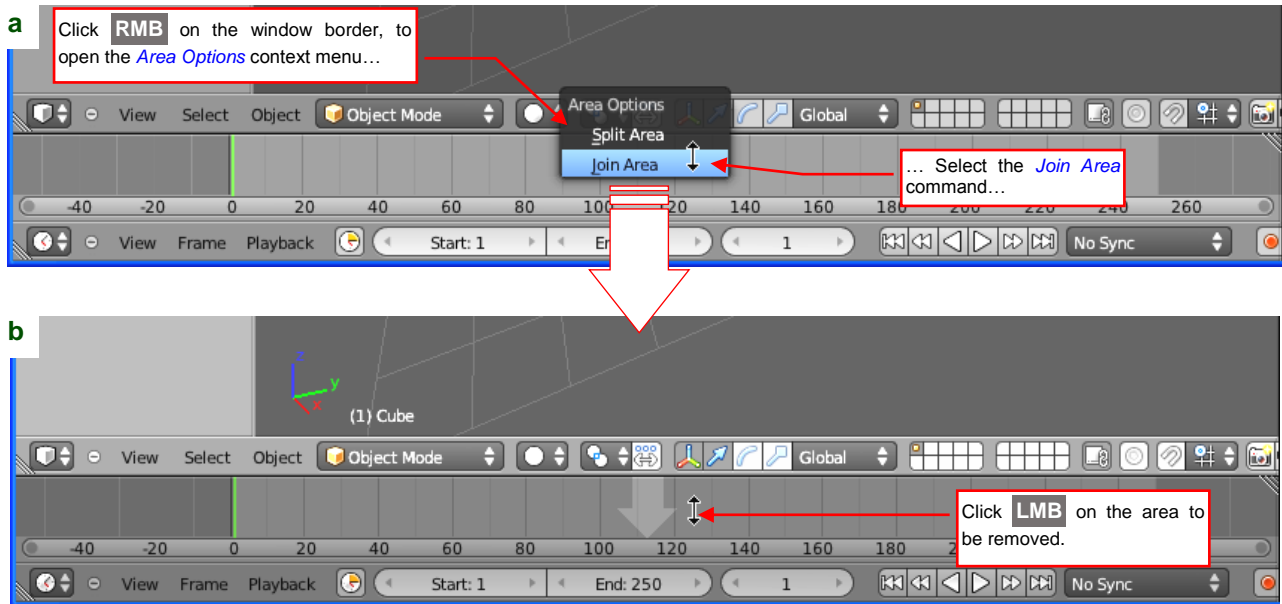 a
Click RMB on the window border, to
open the Area Options context menu…
View Select Object Object Mode Global
Area Options
Split Area
Join Area
… Select the Join Area
command…
-40 -20 0 20 40 60 80 100 120 140 160 180 200 220 240 260
View Frame Playback Start: 1 1 No Sync
b
z
y
x
(1) Cube
View Select Object Object Mode Global
Click LMB on the area to
be removed.
-40 -20 0 20 40 60 80 100 120 140 160 180
View Frame Playback Start: 1 End: 250 1 No Sync